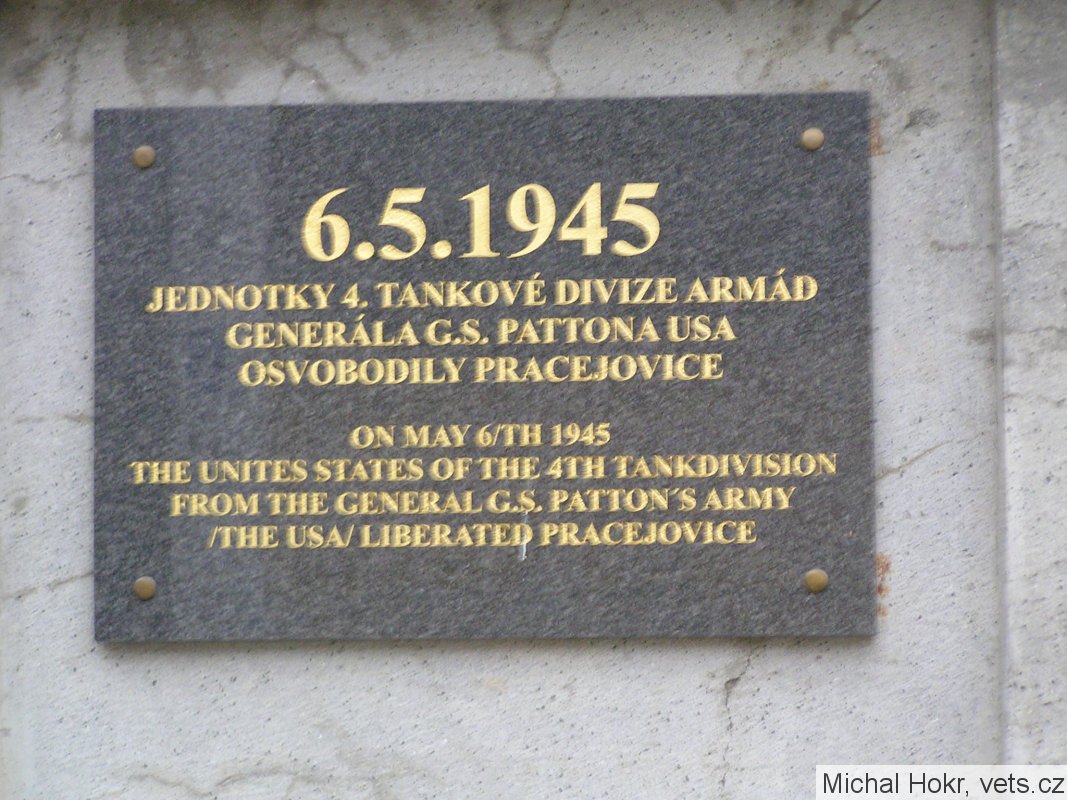 6.5.1945
JEDNOTKY 4. TANKOVÉ DIVIZE ARMÁD
GENERÁLA G.S. PATTONA USA
OSVOBODILY PRACEJOVICE
ON MAY 6/TH 1945
THE UNITES STATES OF THE 4TH TANKDIVISION
FROM THE GENERAL G.S. PATTON´S ARMY
/THE USA/ LIBERATED PRACEJOVICE
Michal Hokr, vets.cz